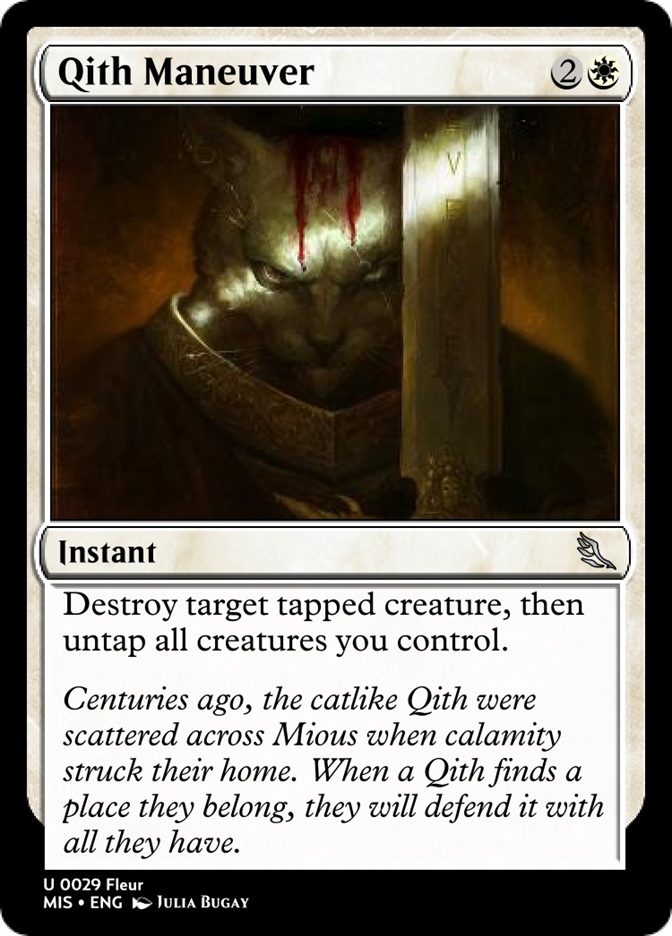 Qith Maneuver
2
Instant
Destroy target tapped creature, then
untap all creatures you control.
Centuries ago, the catlike Qith were
scattered across Mious when calamity
struck their home. When a Qith finds a
place they belong, they will defend it with
all they have.
U 0029 Fleur
MIS • ENG JULIA BUGAY